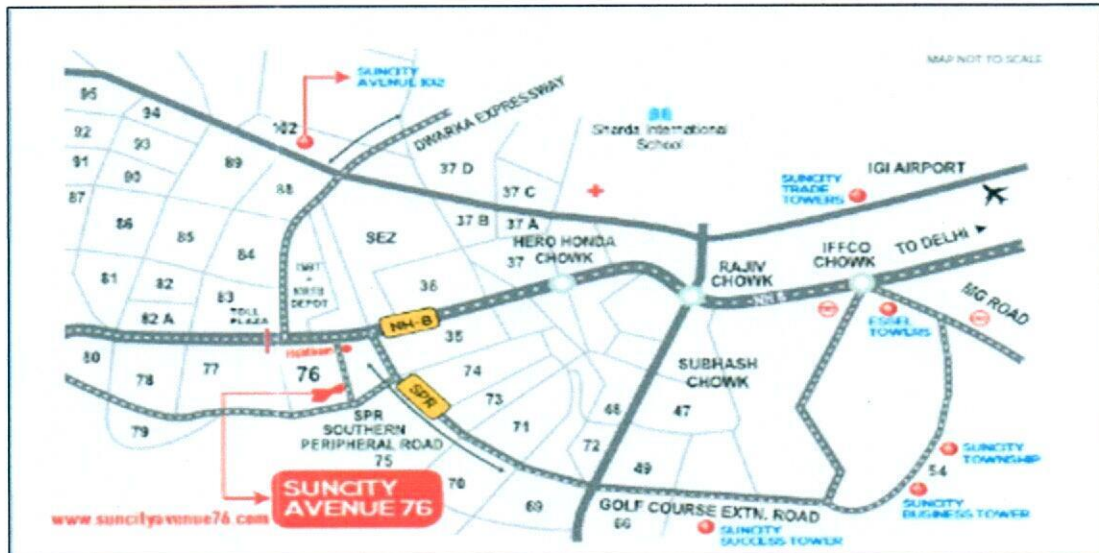 MAP NOT TO SCALE
SUNCITY
AVENUE 102
95
94
102
DWARKA EXPRESSWAY
Sharda International
School
92
93
91
90
89
88
87
37 D
37 C
37 B
37 A
SUNCITY
TRADE
TOWERS
IGI AIRPORT
86
85
84
SEZ
HERO HONDA
CHOWK
37
IFFCO
CHOWK
TO DELHI
RAJIV
CHOWK
NH 8
MG ROAD
81
82
83
DEPOT
36
82 A
TOLL
PLAZA
NH-8
35
ESSEL
TOWERS
80
78
77
76
74
SUBHASH
CHOWK
SPR
73
48
47
79
SPR
SOUTHERN
PERIPHERAL ROAD
75
71
72
49
70
69
66
GOLF COURSE EXTN. ROAD
SUNCITY
TOWNSHIP
54
SUNCITY
BUSINESS TOWER
SUNCITY
SUCCESS TOWER
SUNCITY
AVENUE 76
www.suncityavenue76.com